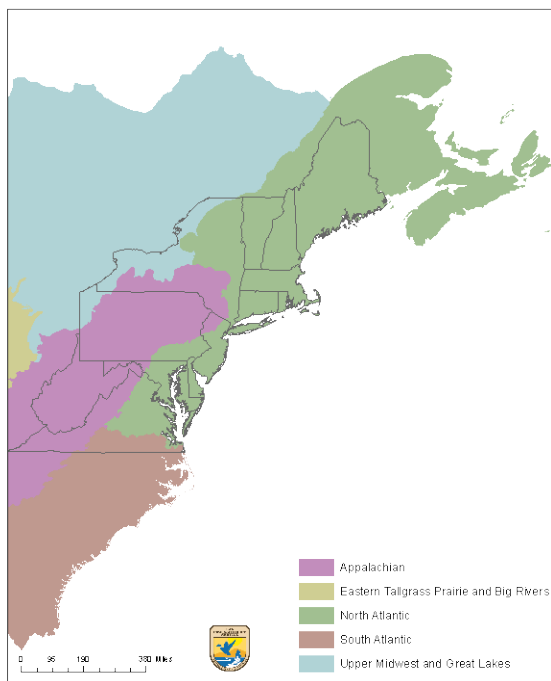 Appalachian
Eastern Tallgrass Prairie and Big Rivers
North Atlantic
South Atlantic
Upper Midwest and Great Lakes
0 95 190 380 Miles